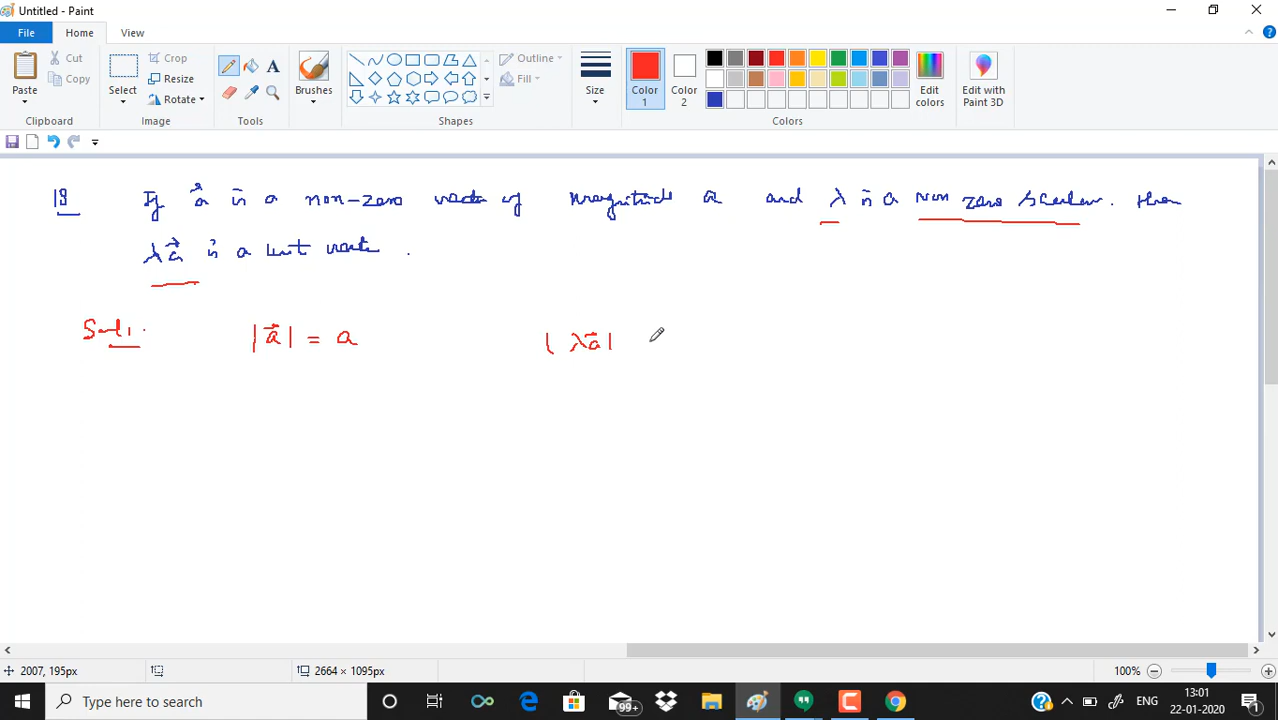 Untitled - Paint
File Home View
Paste Cut Copy Clipboard
Select Crop Resize Rotate Image
Tools
Brushes
Outline Fill Shapes
Size
Color 1 Color 2 Edit colors Colors
Edit with Paint 3D
18 If a⃗ is a non-zero vector of magnitude a and λ is a non zero scalar. then
λa⃗ is a unit vector.
Sol:
|a⃗| = a |λa⃗|
2007, 195px 2664 × 1095px 100%
Type here to search
99+ ENG 13:01 22-01-2020 1